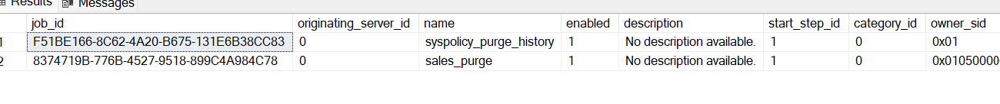 Results Messages
job_id originating_server_id name enabled description start_step_id category_id owner_sid
1 F51BE166-8C62-4A20-B675-131E6B38CC83 0 syspolicy_purge_history 1 No description available. 1 0 0x01
2 8374719B-776B-4527-9518-899C4A984C78 0 sales_purge 1 No description available. 1 0 0x01050000